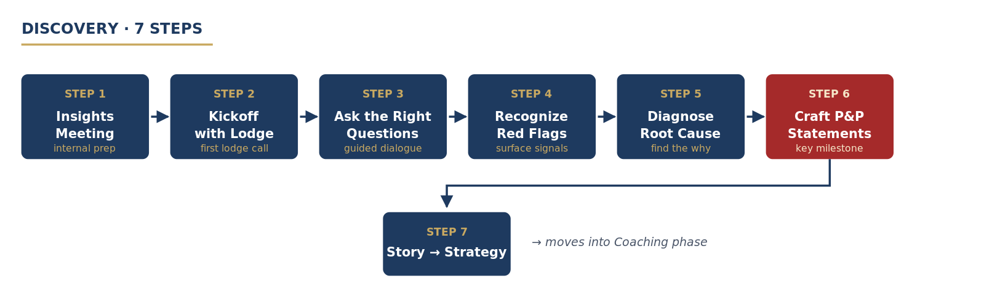 DISCOVERY · 7 STEPS
STEP 1
Insights
Meeting
internal prep
STEP 2
Kickoff
with Lodge
first lodge call
STEP 3
Ask the Right
Questions
guided dialogue
STEP 4
Recognize
Red Flags
surface signals
STEP 5
Diagnose
Root Cause
find the why
STEP 6
Craft P&P
Statements
key milestone
STEP 7
Story → Strategy
→ moves into Coaching phase